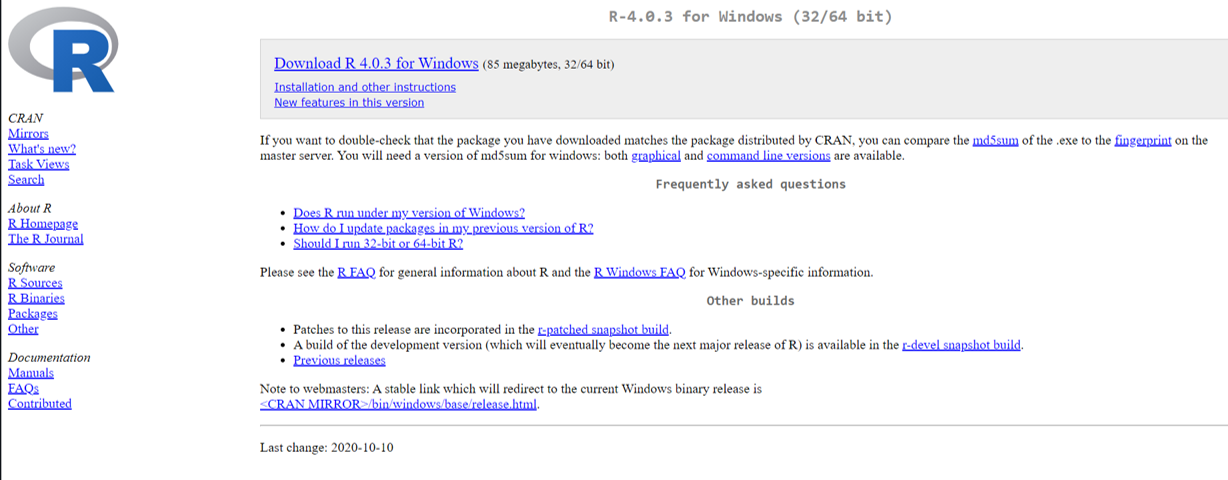 R
CRAN
Mirrors
What's new?
Task Views
Search
About R
R Homepage
The R Journal
Software
R Sources
R Binaries
Packages
Other
Documentation
Manuals
FAQs
Contributed
R-4.0.3 for Windows (32/64 bit)
Download R 4.0.3 for Windows (85 megabytes, 32/64 bit)
Installation and other instructions
New features in this version
If you want to double-check that the package you have downloaded matches the package distributed by CRAN, you can compare the md5sum of the .exe to the fingerprint on the
master server. You will need a version of md5sum for windows: both graphical and command line versions are available.
Frequently asked questions
• Does R run under my version of Windows?
• How do I update packages in my previous version of R?
• Should I run 32-bit or 64-bit R?
Please see the R FAQ for general information about R and the R Windows FAQ for Windows-specific information.
Other builds
• Patches to this release are incorporated in the r-patched snapshot build.
• A build of the development version (which will eventually become the next major release of R) is available in the r-devel snapshot build.
• Previous releases
Note to webmasters: A stable link which will redirect to the current Windows binary release is
<CRAN MIRROR>/bin/windows/base/release.html.
Last change: 2020-10-10